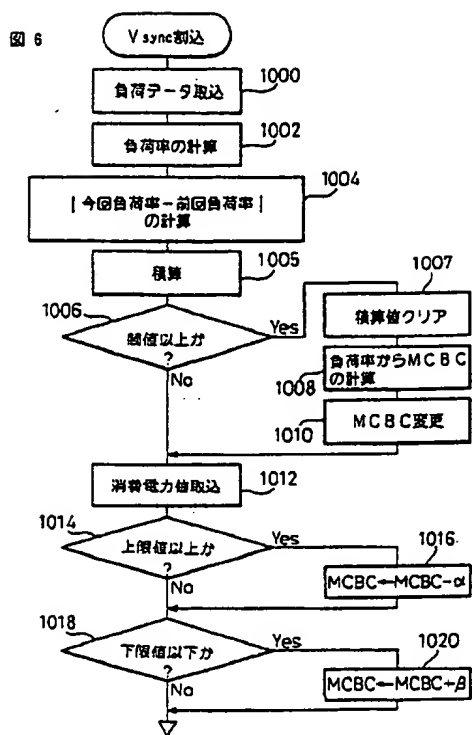 図 6
V sync割込
1000
負荷データ取込
1002
負荷率の計算
1004
|今回負荷率-前回負荷率|
の計算
1005
積算
1006
閾値以上か
?
Yes
No
1007
積算値クリア
負荷率からMCBC
の計算
1008
1010
MCBC変更
1012
消費電力値取込
1014
上限値以上か
?
Yes
No
1016
MCBC←MCBC-α
1018
下限値以下か
?
Yes
No
1020
MCBC←MCBC+β